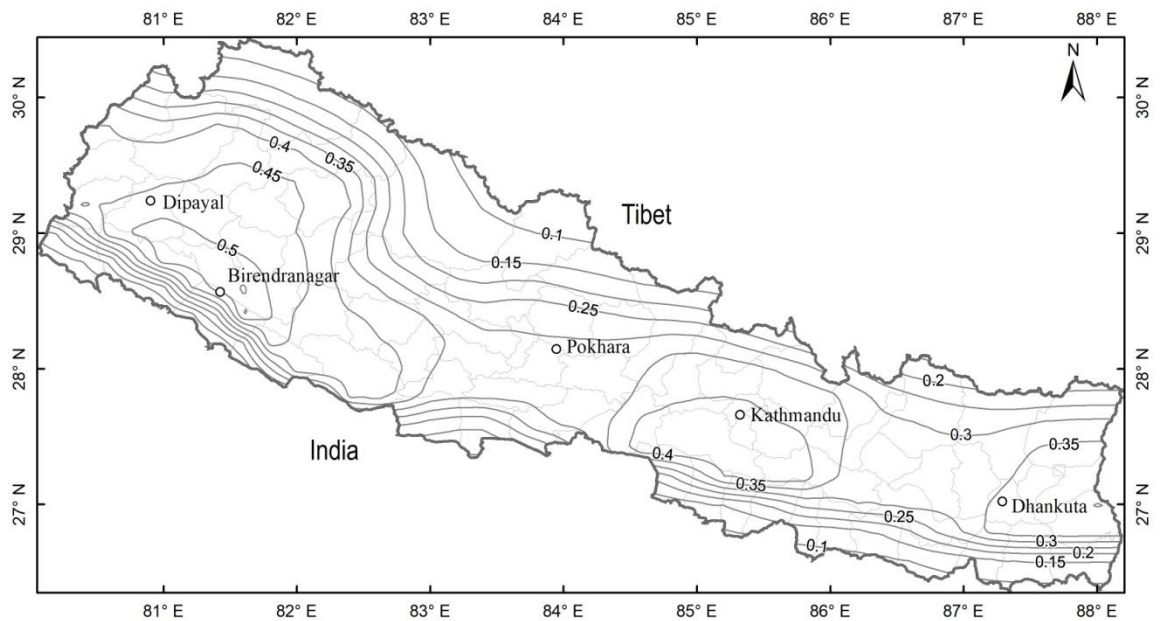 81° E 82° E 83° E 84° E 85° E 86° E 87° E 88° E
N
30° N
30° N
0.4
0.35
0.45
Dipayal
Tibet
29° N
0.1
29° N
0.5
0.15
Birendranagar
0.25
Pokhara
28° N
0.2
28° N
Kathmandu
0.3
India
0.35
0.4
0.35
27° N
0.25
Dhankuta
27° N
0.1
0.3
0.2
0.15
81° E 82° E 83° E 84° E 85° E 86° E 87° E 88° E